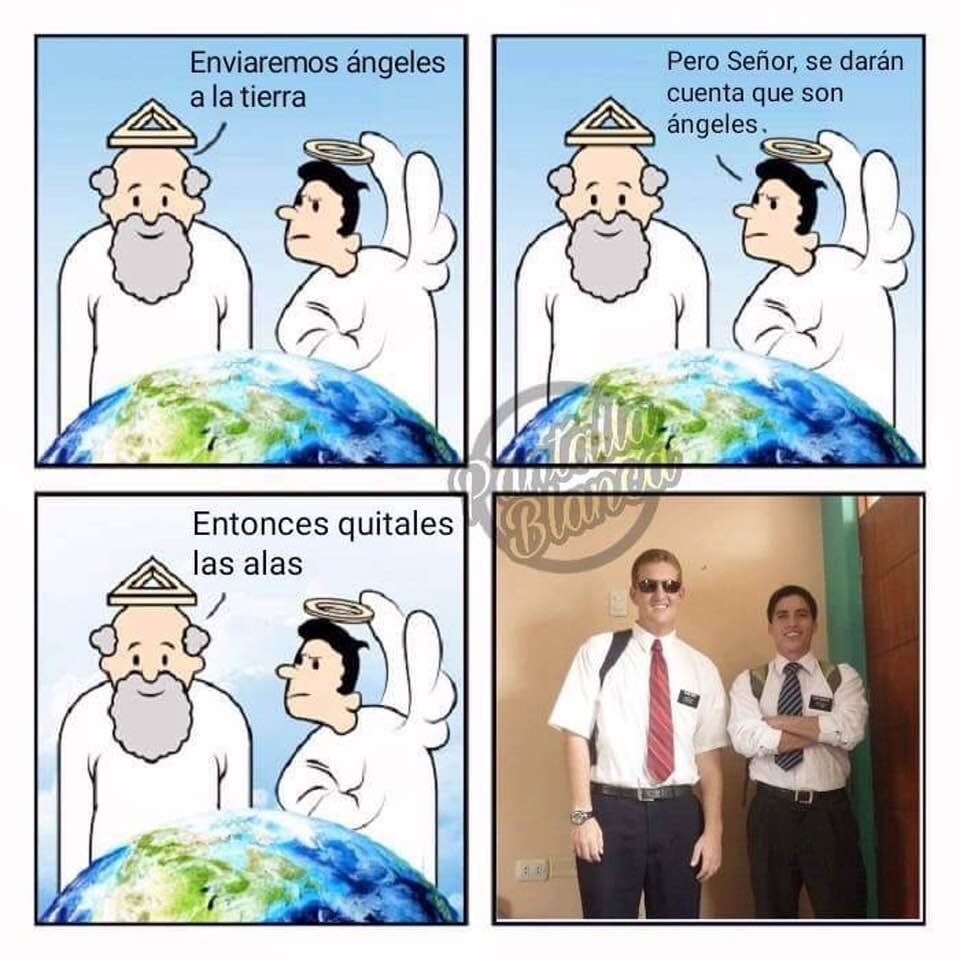 Enviaremos ángeles
a la tierra
Pero Señor, se darán
cuenta que son
ángeles.
Entonces quitales
las alas
Pantalla
Blanca